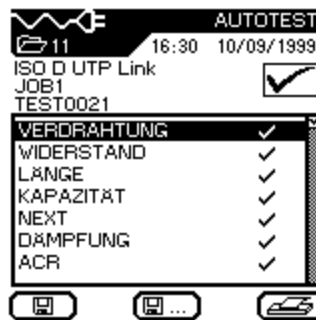 AUTOTEST
11 16:30 10/09/1999
ISO D UTP Link
JOB1
TEST0021
VERDRAHTUNG
WIDERSTAND
LÄNGE
KAPAZITÄT
NEXT
DÄMPFUNG
ACR
...